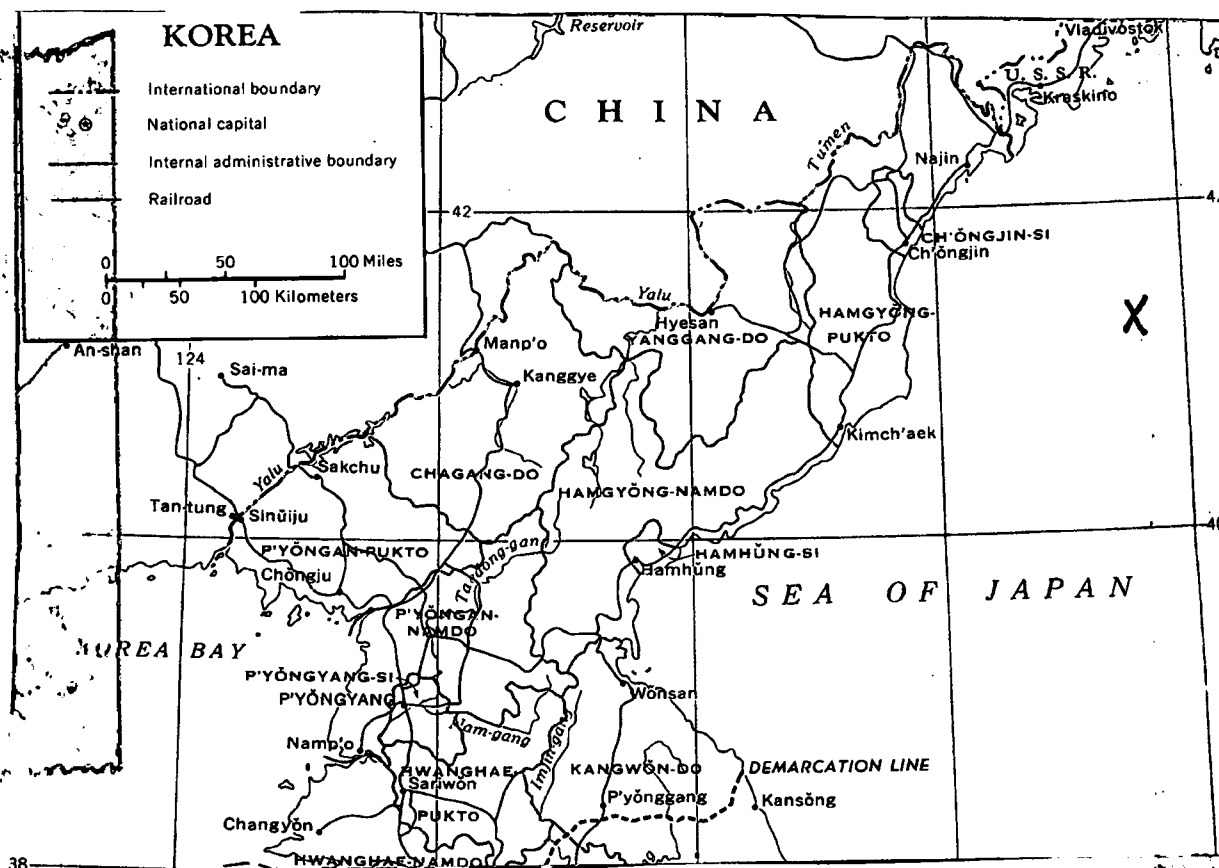 KOREA
International boundary
National capital
Internal administrative boundary
Railroad
0 50 100 Miles
0 50 100 Kilometers
Reservoir
Vladivostok
U. S. S. R.
Kraskino
CHINA
Tumen
Najin
42
CH'ŎNGJIN-SI
Ch'ŏngjin
Yalu
Hyesan
YANGGANG-DO
HAMGYŎNG-
PUKTO
X
An-shan
124
Sai-ma
Manp'o
Kanggye
Kimch'aek
Yalu
Sakchu
CHAGANG-DO
HAMGYŎNG-NAMDO
Tan-tung
Sinŭiju
P'YŎNGAN-PUKTO
Taedong-gang
HAMHŬNG-SI
Hamhŭng
40
Chŏngju
SEA OF JAPAN
P'YŎNGAN-
NAMDO
KOREA BAY
P'YŎNGYANG-SI
P'YŎNGYANG
Wŏnsan
Nam-gang
Imjin-gang
Namp'o
HWANGHAE-
Sariwŏn
PUKTO
KANGWŎN-DO
DEMARCATION LINE
P'yŏnggang
Kansŏng
Changyŏn
38
HWANGHAE-NAMDO